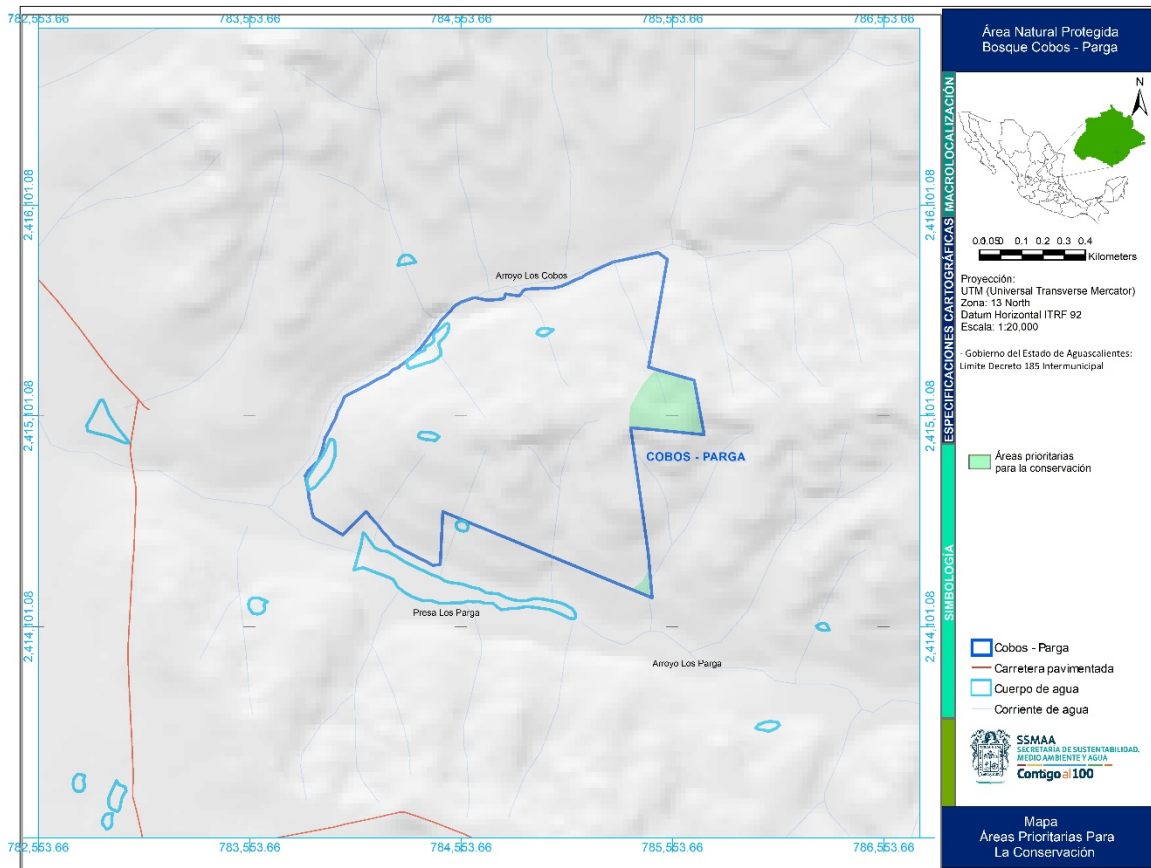 782,553.66
783,553.66
784,553.66
785,553.66
786,553.66
2,416,101.08
2,415,101.08
2,414,101.08
Arroyo Los Cobos
COBOS - PARGA
Presa Los Parga
Arroyo Los Parga
2,416,101.08
2,415,101.08
2,414,101.08
782,553.66
783,553.66
784,553.66
785,553.66
786,553.66
Área Natural Protegida
Bosque Cobos - Parga
MACROLOCALIZACIÓN
N
0.1 0.2 0.3 0.4
Kilometers
ESPECIFICACIONES CARTOGRÁFICAS
Proyección:
UTM (Universal Transverse Mercator)
Zona: 13 North
Datum Horizontal ITRF 92
Escala: 1:20,000
- Gobierno del Estado de Aguascalientes:
Limite Decreto 185 Intermunicipal
SIMBOLOGÍA
Áreas prioritarias
para la conservación
Cobos - Parga
Carretera pavimentada
Cuerpo de agua
Corriente de agua
SSMAA
SECRETARÍA DE SUSTENTABILIDAD,
MEDIO AMBIENTE Y AGUA
Contigo al 100
Mapa
Áreas Prioritarias Para
La Conservación